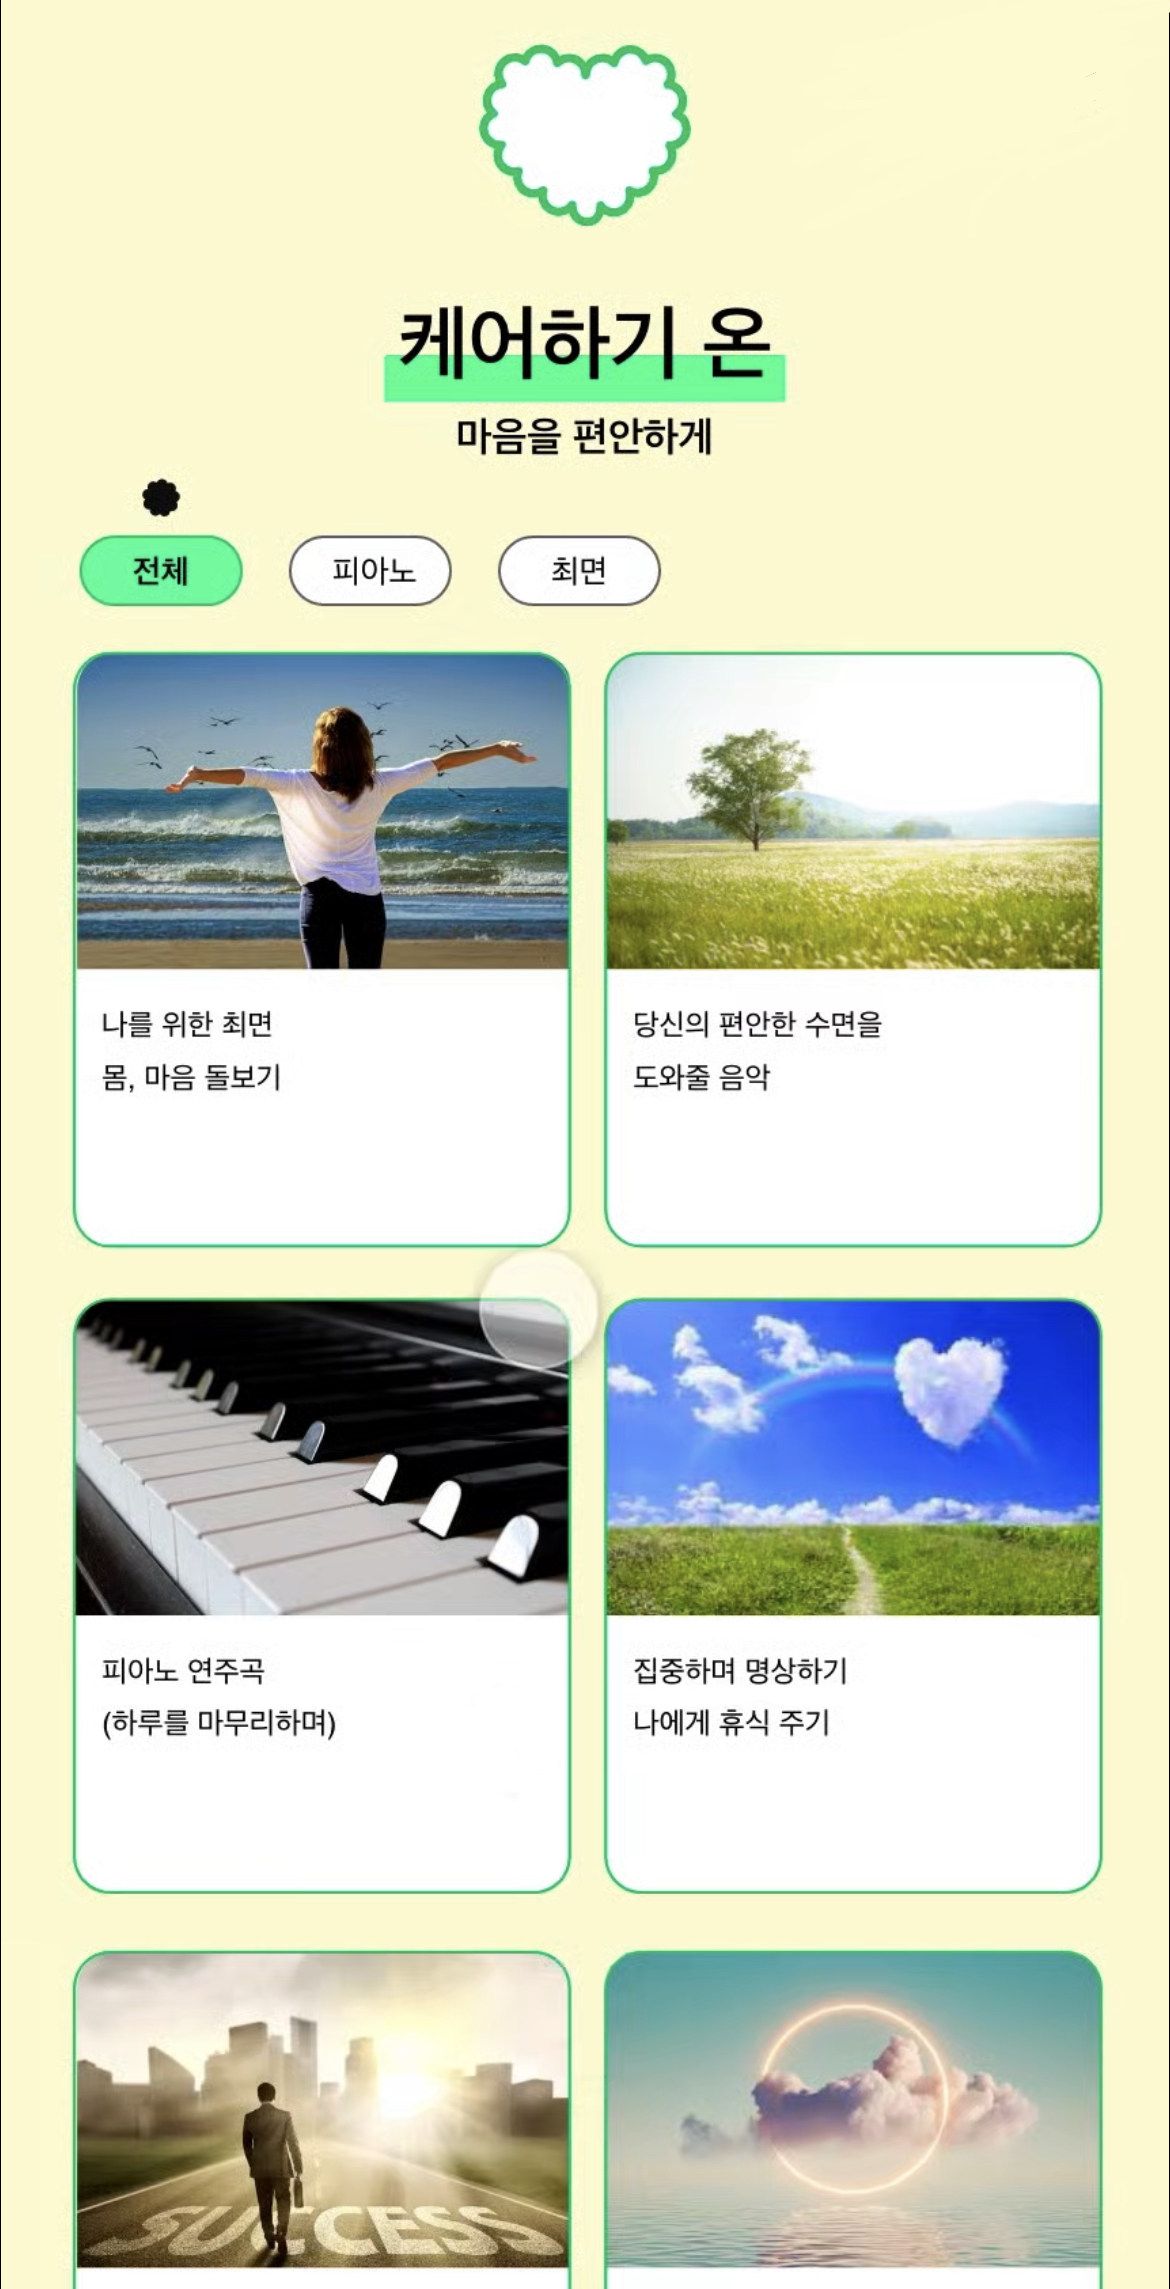 케어하기 온
마음을 편안하게
전체
피아노
최면
나를 위한 최면
몸, 마음 돌보기
당신의 편안한 수면을
도와줄 음악
피아노 연주곡
(하루를 마무리하며)
집중하며 명상하기
나에게 휴식 주기
SUCCESS